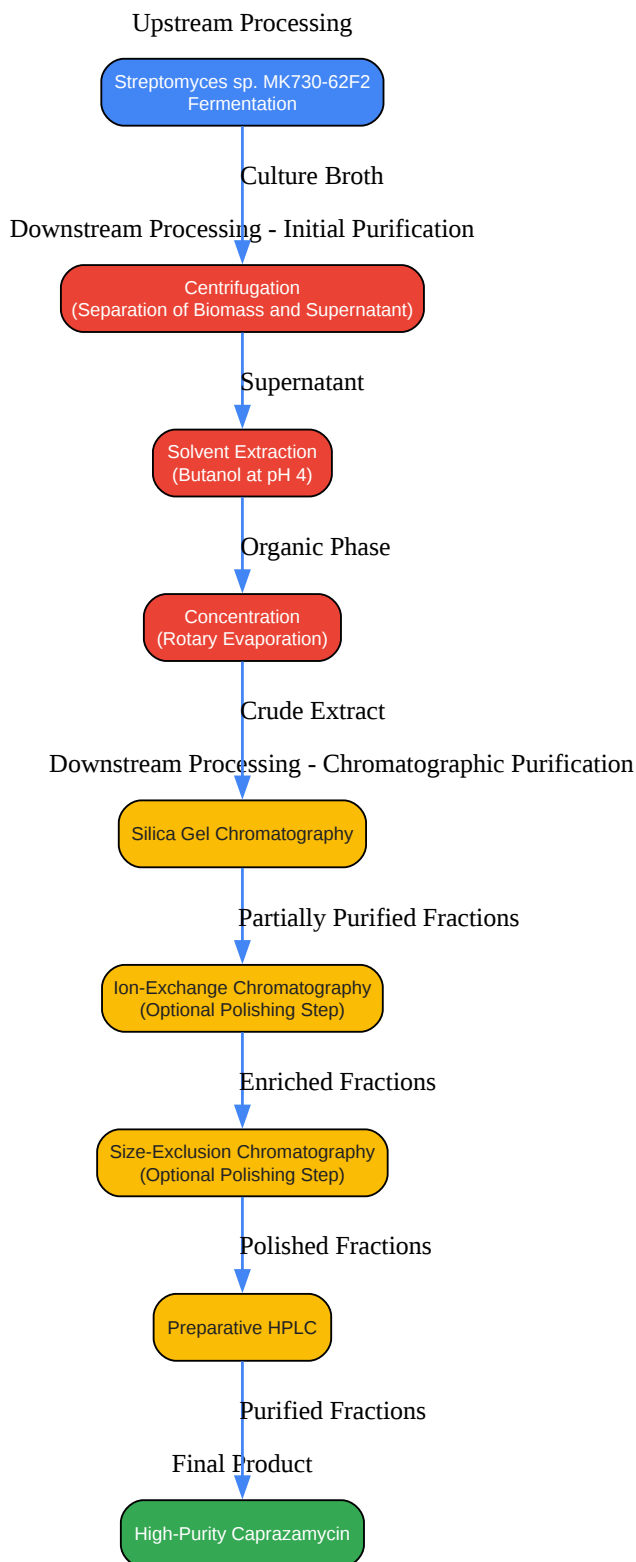 Upstream Processing
Streptomyces sp. MK730-62F2
Fermentation
Culture Broth
Downstream Processing - Initial Purification
Centrifugation
(Separation of Biomass and Supernatant)
Supernatant
Solvent Extraction
(Butanol at pH 4)
Organic Phase
Concentration
(Rotary Evaporation)
Crude Extract
Downstream Processing - Chromatographic Purification
Silica Gel Chromatography
Partially Purified Fractions
Ion-Exchange Chromatography
(Optional Polishing Step)
Enriched Fractions
Size-Exclusion Chromatography
(Optional Polishing Step)
Polished Fractions
Preparative HPLC
Purified Fractions
Final Product
High-Purity Caprazamycin